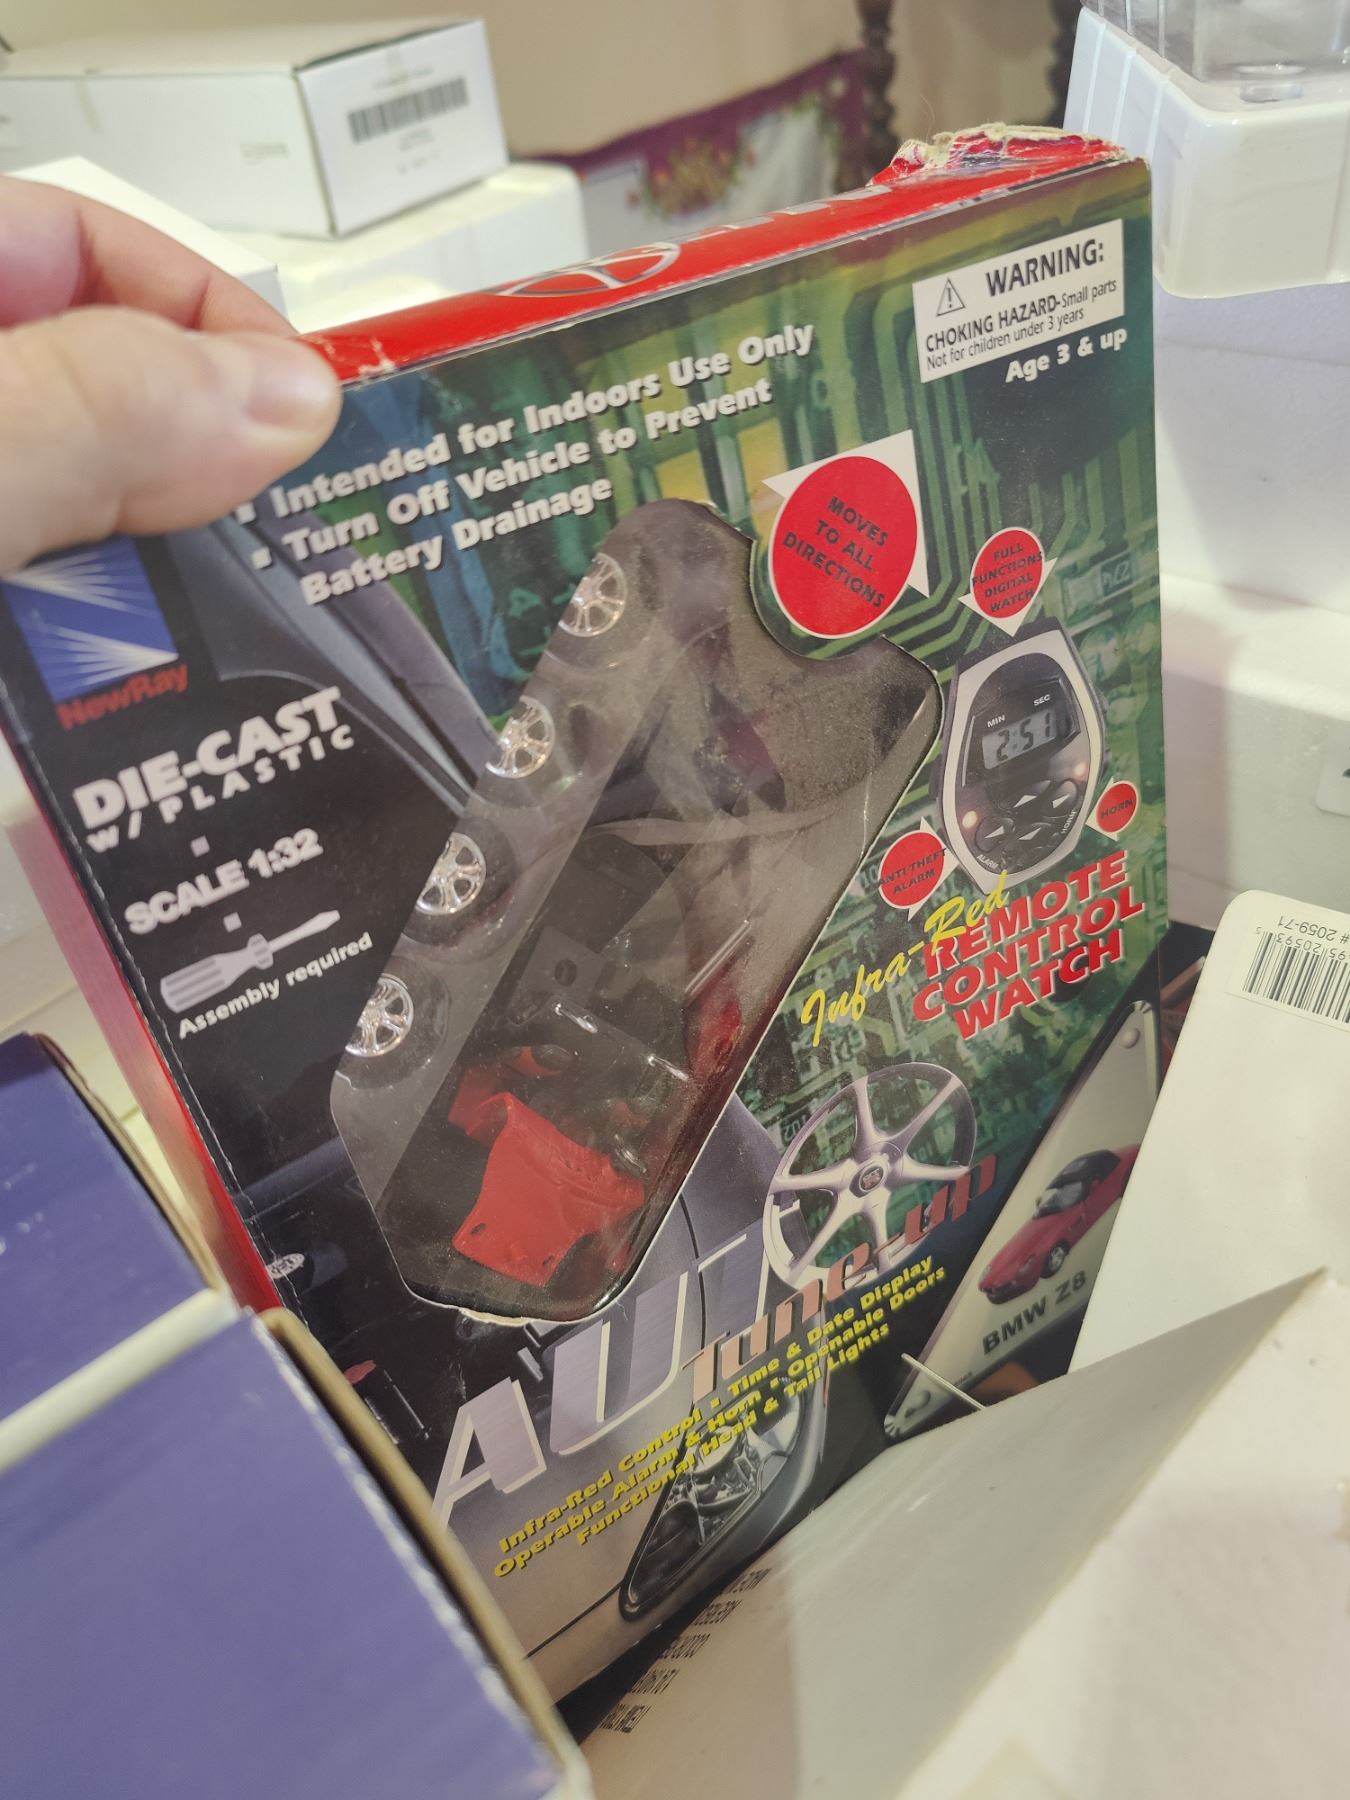 WARNING:
CHOKING HAZARD-Small parts
Not for children under 3 years
Age 3 & up
Intended for Indoors Use Only
Turn Off Vehicle to Prevent
Battery Drainage
MOVES
TO ALL
DIRECTIONS
FULL
FUNCTIONS
DIGITAL
WATCH
NewRay
DIE-CAST
W/PLASTIC
SCALE 1:32
Assembly required
MIN SEC
2:51
HORN
ALARM
HORN
ANTI THEFT
ALARM
Infra-Red
REMOTE
CONTROL
WATCH
AUT
Tune-up
Infra-Red Control ▪ Time & Date Display
Operable Alarm & Horn ▪ Openable Doors
Functional Head & Tail Lights
BMW Z8
# 2059-71